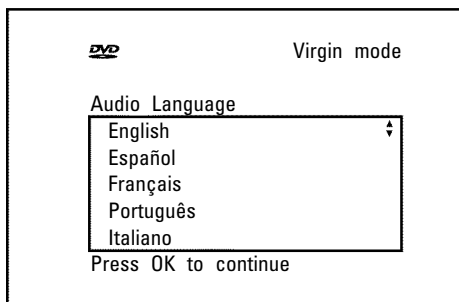 DVD Virgin mode
Audio Language
English
Español
Français
Português
Italiano
Press OK to continue